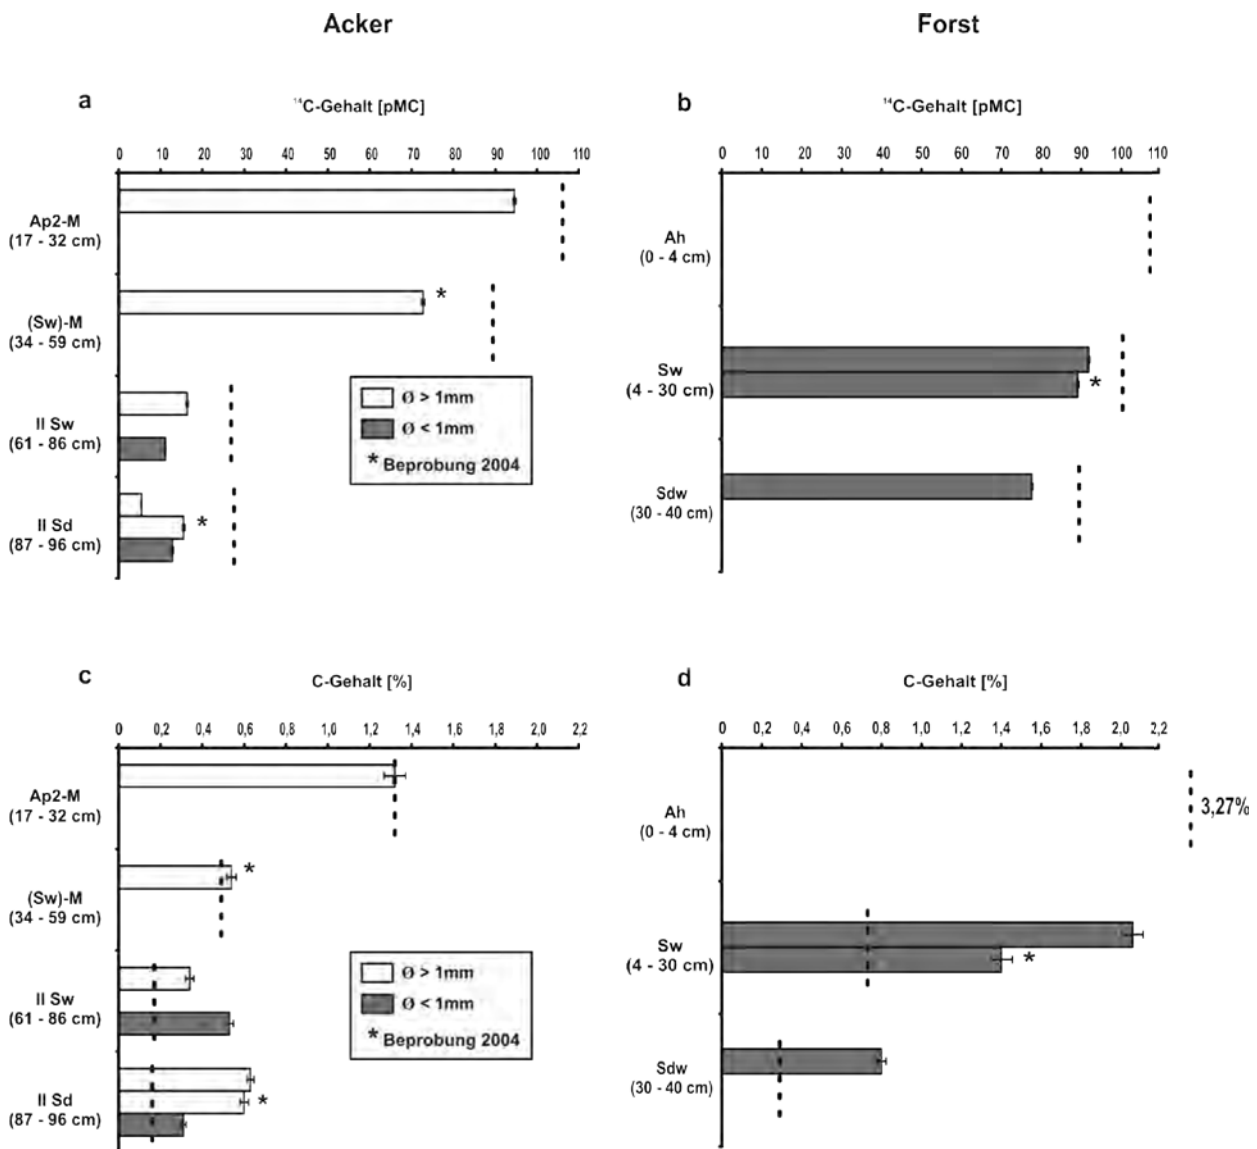 Acker
Forst
a
¹⁴C-Gehalt [pMC]
0 10 20 30 40 50 60 70 80 90 100 110
Ap2-M
(17 - 32 cm)
(Sw)-M
(34 - 59 cm)
II Sw
(61 - 86 cm)
II Sd
(87 - 96 cm)
*
*
Ø > 1mm
Ø < 1mm
* Beprobung 2004
b
¹⁴C-Gehalt [pMC]
0 10 20 30 40 50 60 70 80 90 100 110
Ah
(0 - 4 cm)
Sw
(4 - 30 cm)
*
Sdw
(30 - 40 cm)
c
C-Gehalt [%]
0 0,2 0,4 0,6 0,8 1,0 1,2 1,4 1,6 1,8 2,0 2,2
Ap2-M
(17 - 32 cm)
(Sw)-M
(34 - 59 cm)
II Sw
(61 - 86 cm)
II Sd
(87 - 96 cm)
*
*
Ø > 1mm
Ø < 1mm
* Beprobung 2004
d
C-Gehalt [%]
0 0,2 0,4 0,6 0,8 1,0 1,2 1,4 1,6 1,8 2,0 2,2
Ah
(0 - 4 cm)
3,27%
Sw
(4 - 30 cm)
*
Sdw
(30 - 40 cm)